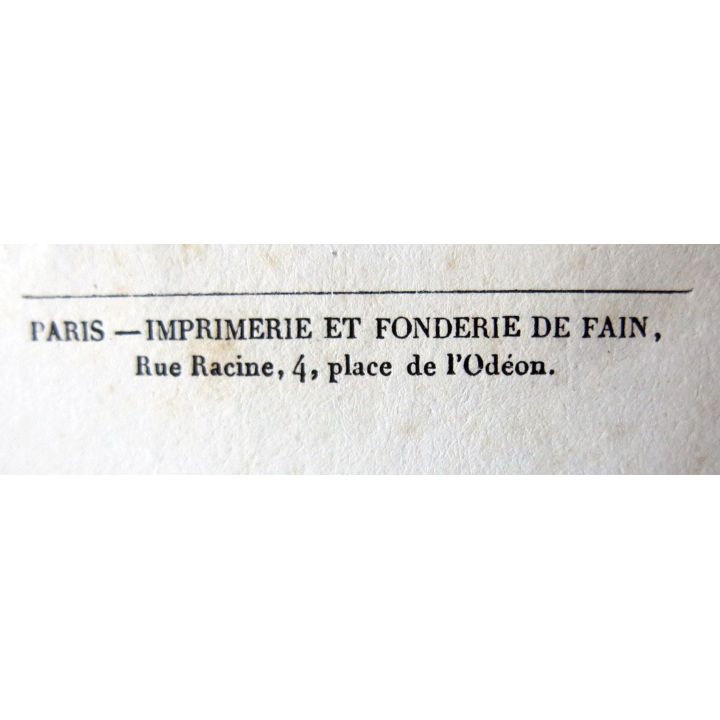 PARIS — IMPRIMERIE ET FONDERIE DE FAIN,
Rue Racine, 4, place de l'Odéon.